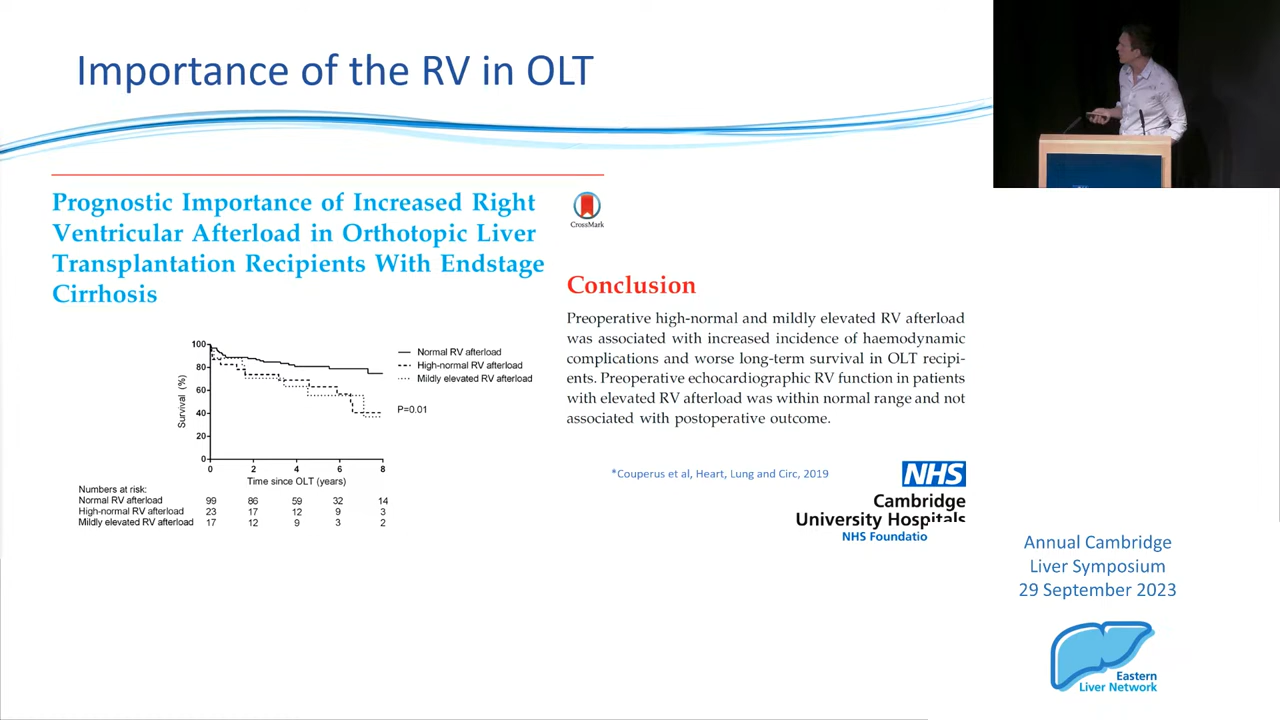 Importance of the RV in OLT
Prognostic Importance of Increased Right
Ventricular Afterload in Orthotopic Liver
Transplantation Recipients With Endstage
Cirrhosis
CrossMark
100
80
60
40
20
0
Survival (%)
0 2 4 6 8
Time since OLT (years)
Normal RV afterload
High-normal RV afterload
Mildly elevated RV afterload
P=0.01
Numbers at risk:
Normal RV afterload 99 86 59 32 14
High-normal RV afterload 23 17 12 9 3
Mildly elevated RV afterload 17 12 9 3 2
Conclusion
Preoperative high-normal and mildly elevated RV afterload
was associated with increased incidence of haemodynamic
complications and worse long-term survival in OLT recipi-
ents. Preoperative echocardiographic RV function in patients
with elevated RV afterload was within normal range and not
associated with postoperative outcome.
*Couperus et al, Heart, Lung and Circ, 2019
NHS
Cambridge
University Hospitals
NHS Foundatio
Annual Cambridge
Liver Symposium
29 September 2023
Eastern
Liver Network